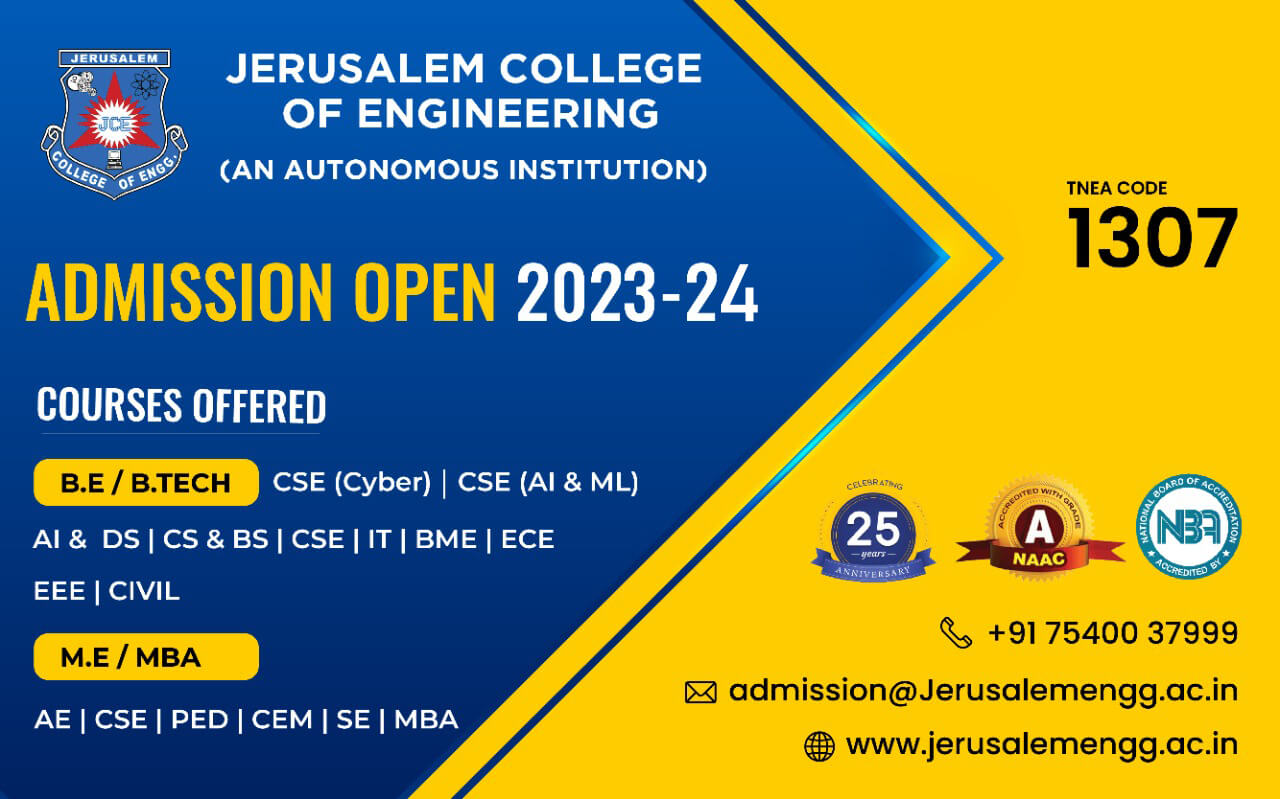 JERUSALEM
JCE
COLLEGE OF ENGG.
JERUSALEM COLLEGE
OF ENGINEERING
(AN AUTONOMOUS INSTITUTION)
TNEA CODE
1307
ADMISSION OPEN 2023-24
COURSES OFFERED
B.E / B.TECH CSE (Cyber) | CSE (AI & ML)
AI & DS | CS & BS | CSE | IT | BME | ECE
EEE | CIVIL
M.E / MBA
AE | CSE | PED | CEM | SE | MBA
CELEBRATING
25
years
ANNIVERSARY
ACCREDITED WITH GRADE
A
NAAC
NATIONAL BOARD OF ACCREDITATION
NBA
ACCREDITED BY
+91 75400 37999
admission@Jerusalemengg.ac.in
www.jerusalemengg.ac.in